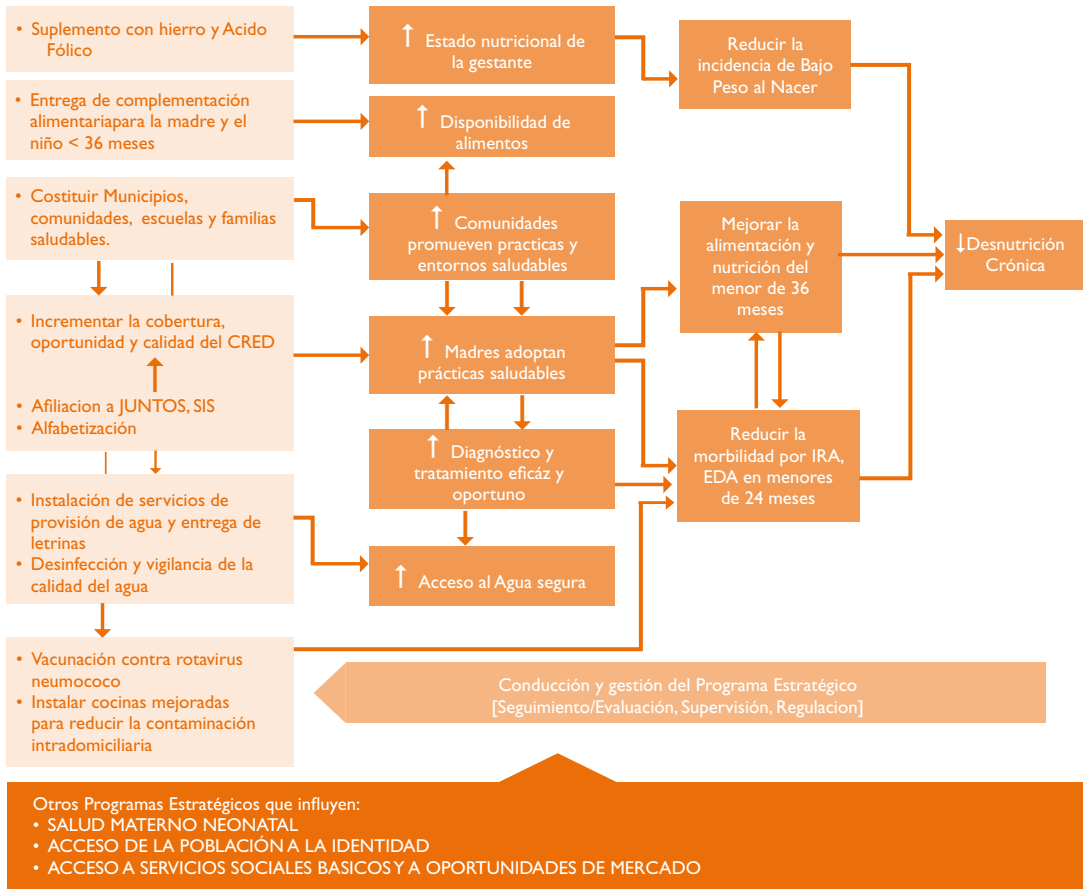 • Suplemento con hierro y Acido
Fólico
↑ Estado nutricional de
la gestante
Reducir la
incidencia de Bajo
Peso al Nacer
• Entrega de complementación
alimentariapara la madre y el
niño < 36 meses
↑ Disponibilidad de
alimentos
• Costituir Municipios,
comunidades, escuelas y familias
saludables.
↑ Comunidades
promueven practicas y
entornos saludables
Mejorar la
alimentación y
nutrición del
menor de 36
meses
↓Desnutrición
Crónica
• Incrementar la cobertura,
oportunidad y calidad del CRED
• Afiliacion a JUNTOS, SIS
• Alfabetización
↑ Madres adoptan
prácticas saludables
↑ Diagnóstico y
tratamiento eficáz y
oportuno
Reducir la
morbilidad por IRA,
EDA en menores
de 24 meses
• Instalación de servicios de
provisión de agua y entrega de
letrinas
• Desinfección y vigilancia de la
calidad del agua
↑ Acceso al Agua segura
• Vacunación contra rotavirus
neumococo
• Instalar cocinas mejoradas
para reducir la contaminación
intradomiciliaria
Conducción y gestión del Programa Estratégico
[Seguimiento/Evaluación, Supervisión, Regulacion]
Otros Programas Estratégicos que influyen:
• SALUD MATERNO NEONATAL
• ACCESO DE LA POBLACIÓN A LA IDENTIDAD
• ACCESO A SERVICIOS SOCIALES BASICOS Y A OPORTUNIDADES DE MERCADO